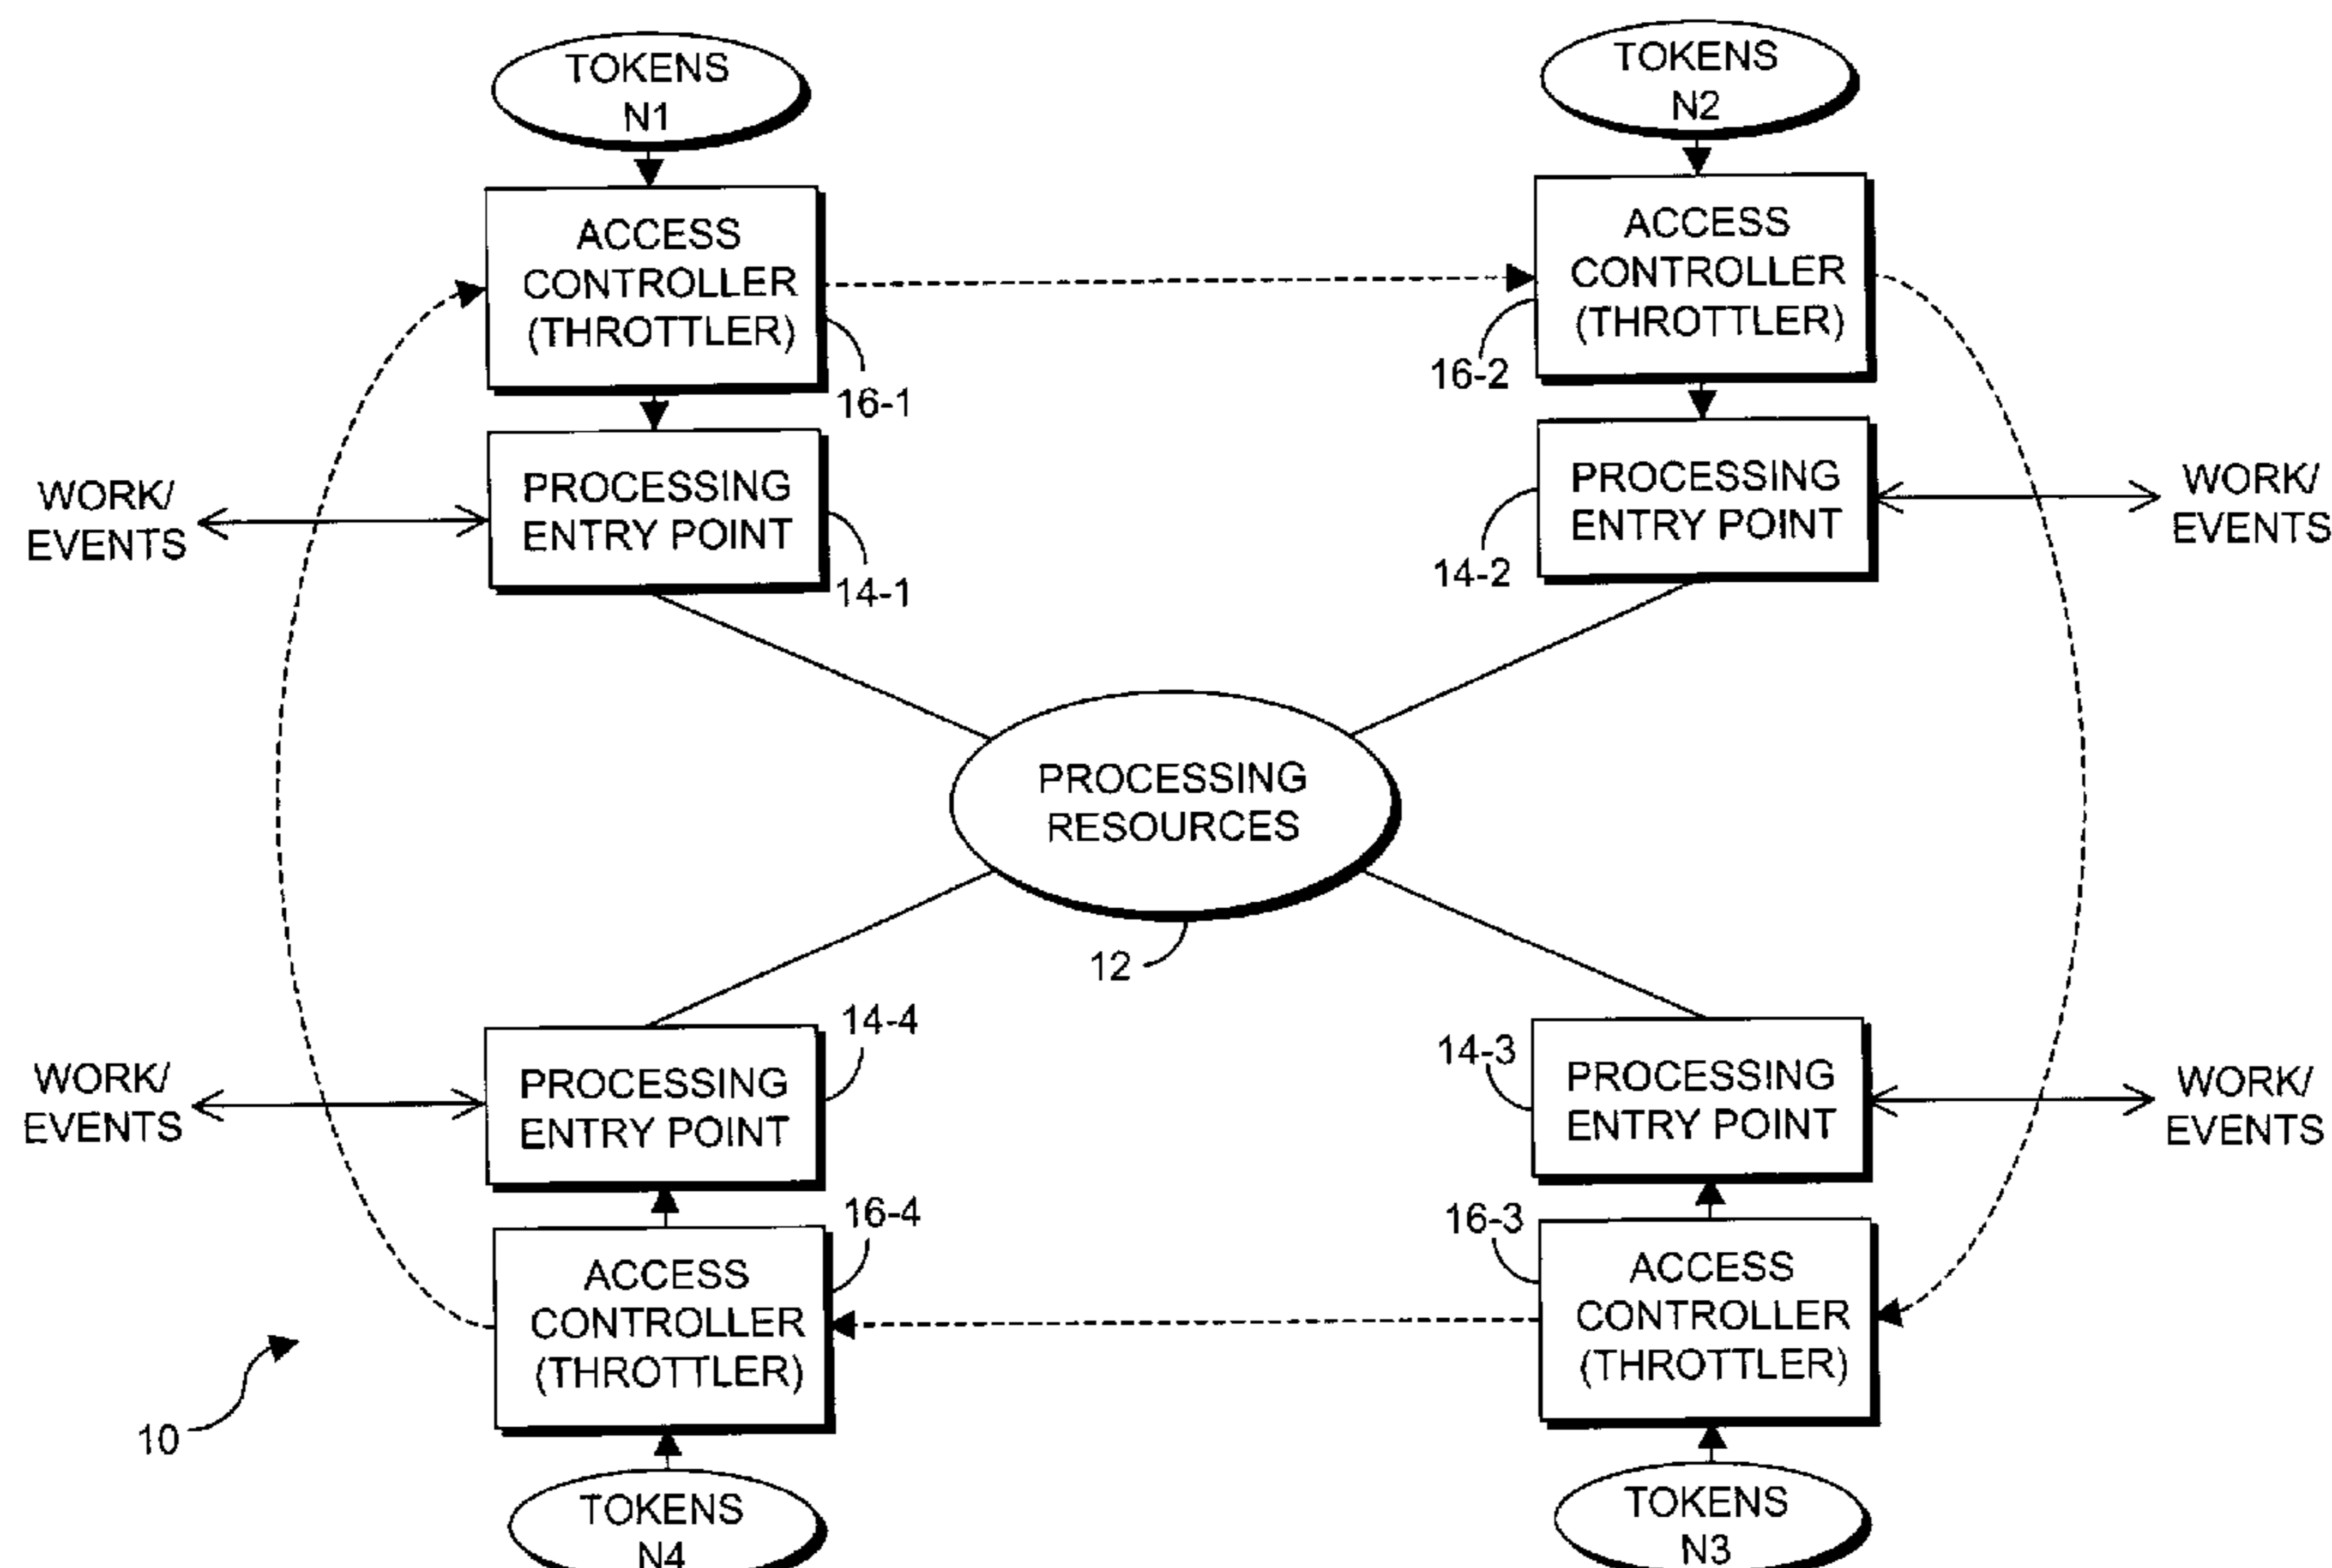 TOKENS
N1
TOKENS
N2
ACCESS
CONTROLLER
(THROTTLER)
16-1
ACCESS
CONTROLLER
(THROTTLER)
16-2
WORK/
EVENTS
PROCESSING
ENTRY POINT
14-1
PROCESSING
ENTRY POINT
14-2
WORK/
EVENTS
PROCESSING
RESOURCES
12
WORK/
EVENTS
PROCESSING
ENTRY POINT
14-4
14-3
PROCESSING
ENTRY POINT
WORK/
EVENTS
16-4
ACCESS
CONTROLLER
(THROTTLER)
16-3
ACCESS
CONTROLLER
(THROTTLER)
10
TOKENS
N4
TOKENS
N3